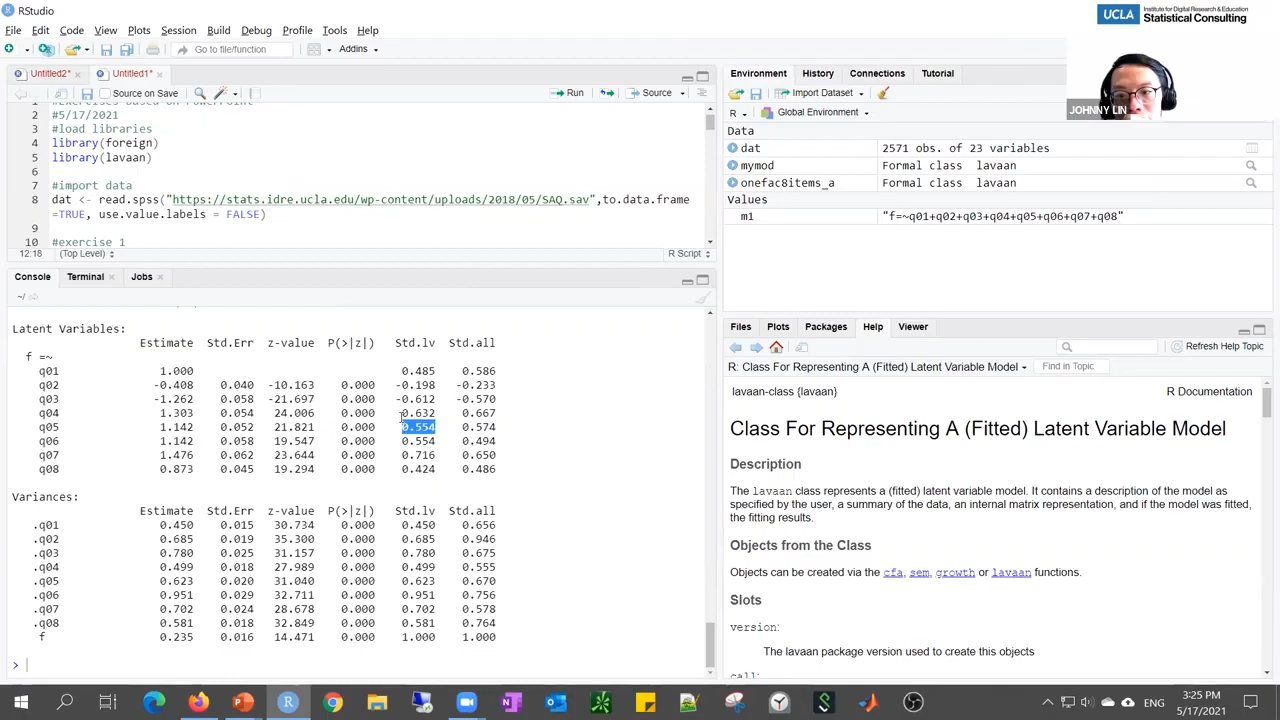 RStudio
UCLA Institute for Digital Research & Education
Statistical Consulting
File Edit Code View Plots Session Build Debug Profile Tools Help
Go to file/function Addins
Untitled2* × Untitled1* ×
Source on Save Run Source
2 #5/17/2021
3 #load libraries
4 library(foreign)
5 library(lavaan)
6
7 #import data
8 dat <- read.spss("https://stats.idre.ucla.edu/wp-content/uploads/2018/05/SAQ.sav",to.data.frame
=TRUE, use.value.labels = FALSE)
9
10 #exercise 1
12:18 (Top Level) R Script
Console Terminal × Jobs ×
~/
Latent Variables:
Estimate Std.Err z-value P(>|z|) Std.lv Std.all
f =~
q01 1.000 0.485 0.586
q02 -0.408 0.040 -10.163 0.000 -0.198 -0.233
q03 -1.262 0.058 -21.697 0.000 -0.612 -0.570
q04 1.303 0.054 24.006 0.000 0.632 0.667
q05 1.142 0.052 21.821 0.000 0.554 0.574
q06 1.142 0.058 19.547 0.000 0.554 0.494
q07 1.476 0.062 23.644 0.000 0.716 0.650
q08 0.873 0.045 19.294 0.000 0.424 0.486
Variances:
Estimate Std.Err z-value P(>|z|) Std.lv Std.all
.q01 0.450 0.015 30.734 0.000 0.450 0.656
.q02 0.685 0.019 35.300 0.000 0.685 0.946
.q03 0.780 0.025 31.157 0.000 0.780 0.675
.q04 0.499 0.018 27.989 0.000 0.499 0.555
.q05 0.623 0.020 31.040 0.000 0.623 0.670
.q06 0.951 0.029 32.711 0.000 0.951 0.756
.q07 0.702 0.024 28.678 0.000 0.702 0.578
.q08 0.581 0.018 32.849 0.000 0.581 0.764
f 0.235 0.016 14.471 0.000 1.000 1.000
>
Environment History Connections Tutorial
JOHNNY LIN
Import Dataset
R Global Environment
Data
dat 2571 obs. of 23 variables
mymod Formal class lavaan
onefac8items_a Formal class lavaan
Values
m1 "f=~q01+q02+q03+q04+q05+q06+q07+q08"
Files Plots Packages Help Viewer
Refresh Help Topic
R: Class For Representing A (Fitted) Latent Variable Model Find in Topic
lavaan-class {lavaan} R Documentation
Class For Representing A (Fitted) Latent Variable Model
Description
The lavaan class represents a (fitted) latent variable model. It contains a description of the model as
specified by the user, a summary of the data, an internal matrix representation, and if the model was fitted,
the fitting results.
Objects from the Class
Objects can be created via the cfa, sem, growth or lavaan functions.
Slots
version:
The lavaan package version used to create this objects
ENG
3:25 PM
5/17/2021